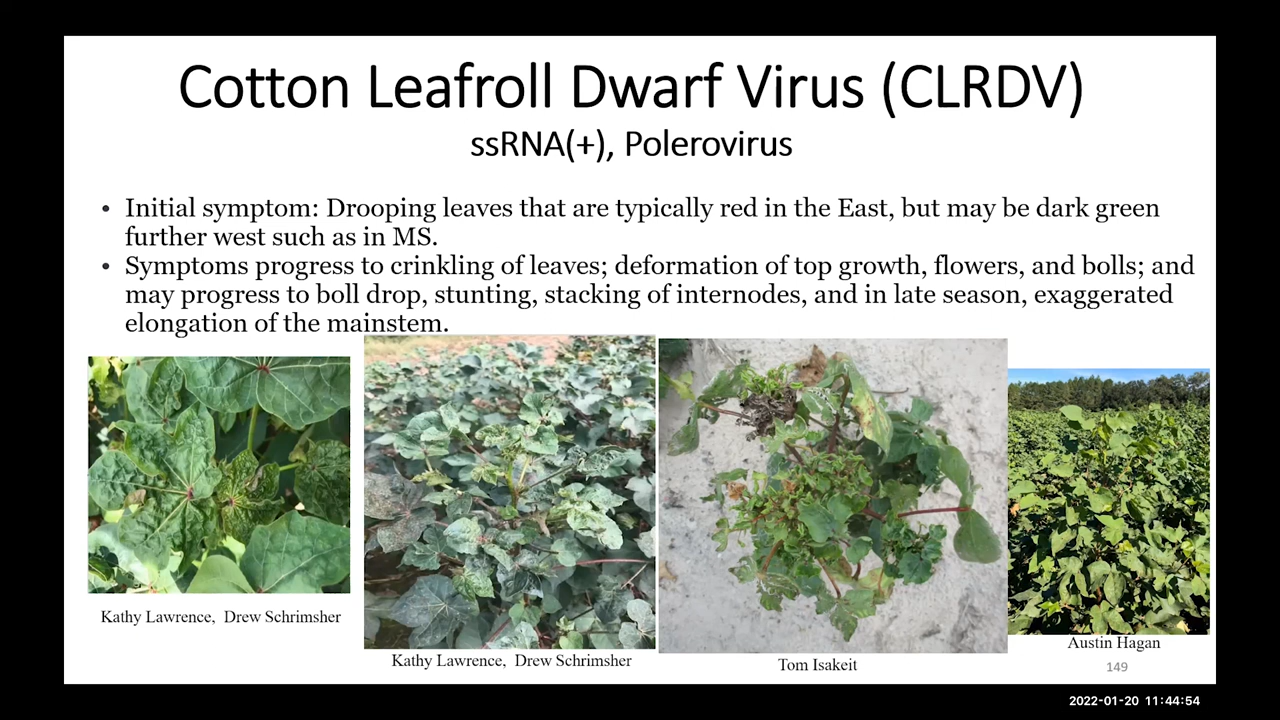 Cotton Leafroll Dwarf Virus (CLRDV)
ssRNA(+), Polerovirus
• Initial symptom: Drooping leaves that are typically red in the East, but may be dark green
further west such as in MS.
• Symptoms progress to crinkling of leaves; deformation of top growth, flowers, and bolls; and
may progress to boll drop, stunting, stacking of internodes, and in late season, exaggerated
elongation of the mainstem.
Kathy Lawrence, Drew Schrimsher
Kathy Lawrence, Drew Schrimsher
Tom Isakeit
Austin Hagan
149
2022-01-20 11:44:54